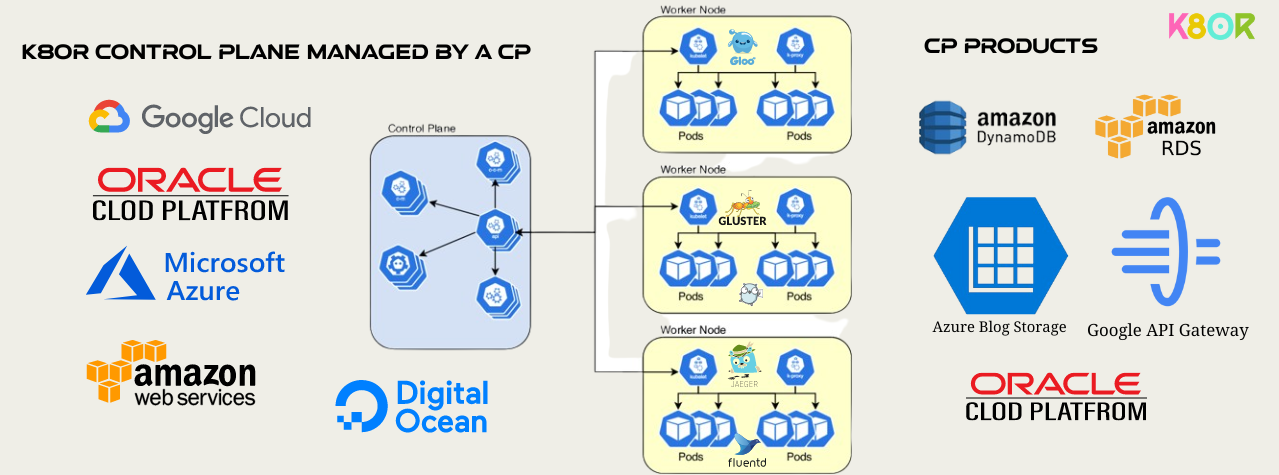 K8OR CONTROL PLANE MANAGED BY A CP
Google Cloud
ORACLE
CLOD PLATFROM
Microsoft
Azure
amazon
web services
Digital
Ocean
Control Plane
c-c-m
c-m
api
Worker Node
kubelet
Gloo
k-proxy
Pods
Pods
Worker Node
kubelet
GLUSTER
k-proxy
Pods
Pods
Worker Node
kubelet
JAEGER
k-proxy
Pods
fluentd
Pods
CP PRODUCTS
K8OR
amazon
DynamoDB
amazon
RDS
Azure Blog Storage
Google API Gateway
ORACLE
CLOD PLATFROM